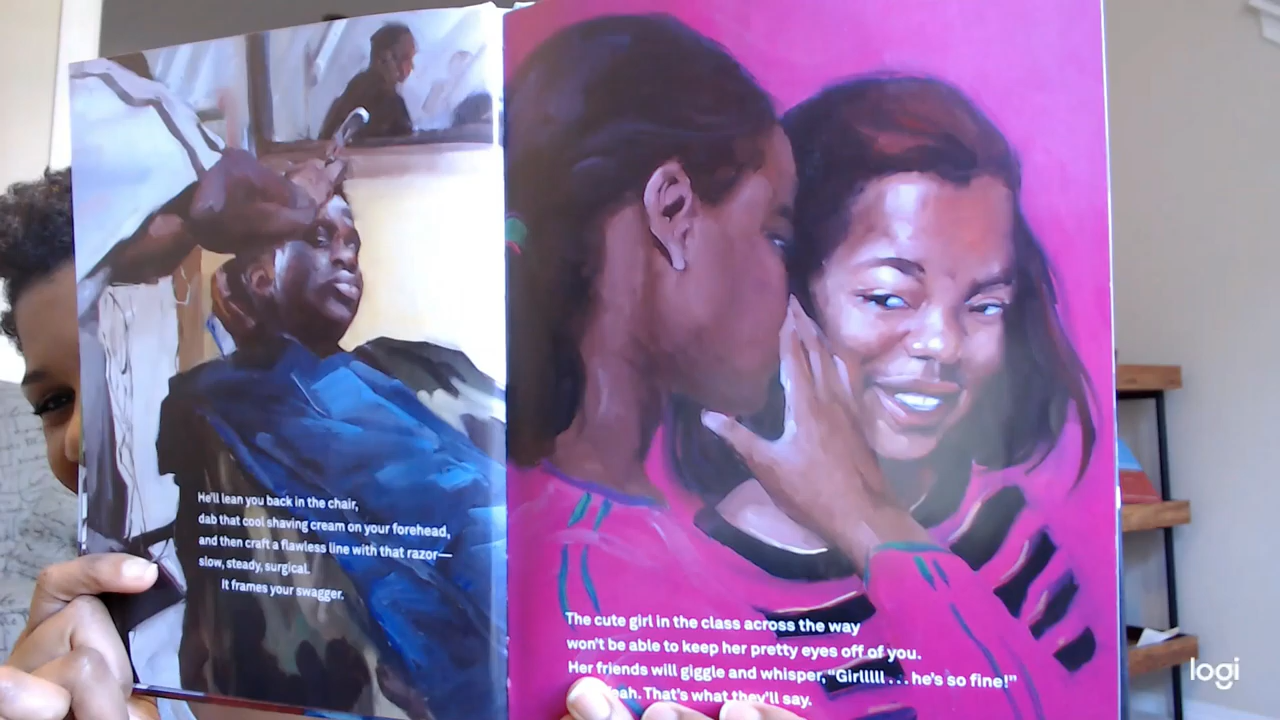 He'll lean you back in the chair,
dab that cool shaving cream on your forehead,
and then craft a flawless line with that razor—
slow, steady, surgical.
It frames your swagger.
The cute girl in the class across the way
won't be able to keep her pretty eyes off of you.
Her friends will giggle and whisper, “Girlllll . . . he's so fine!”
That's what they'll say.
logi